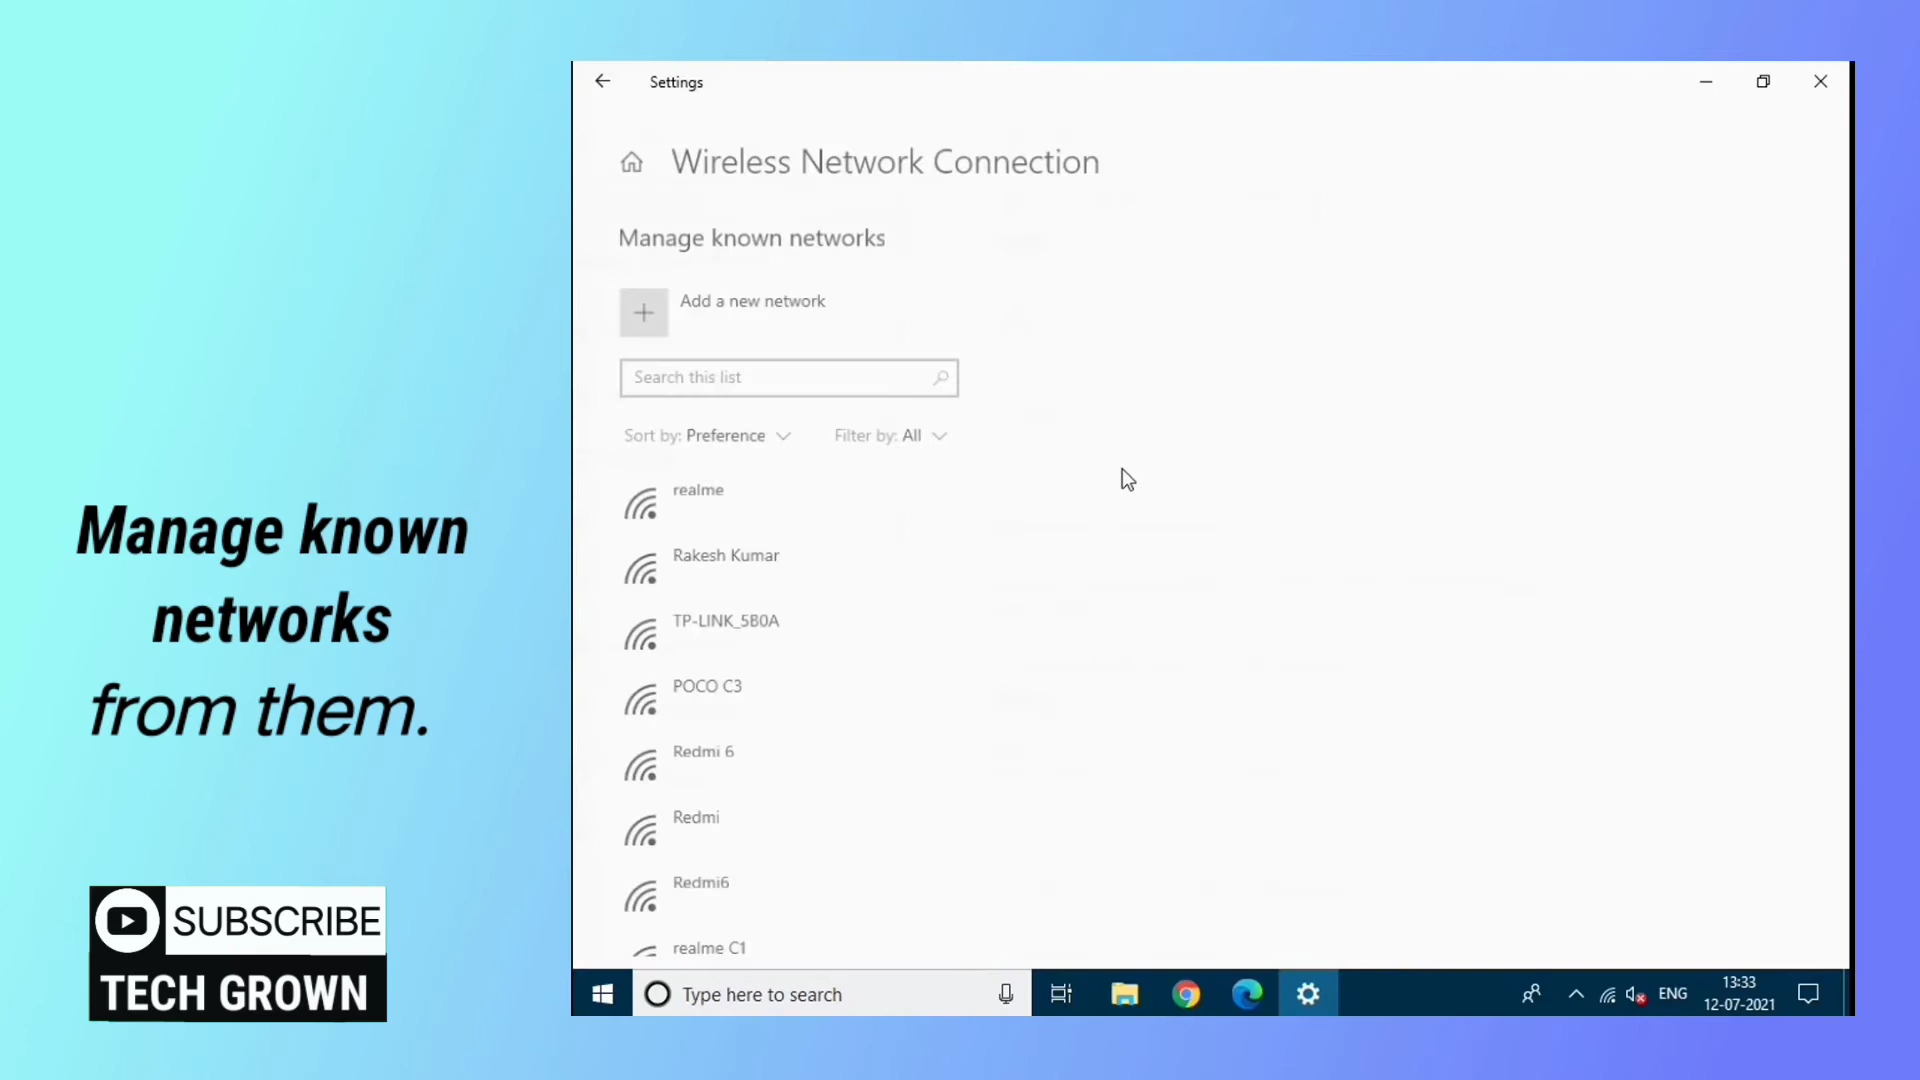 Manage known
networks
from them.
SUBSCRIBE
TECH GROWN
Settings
Wireless Network Connection
Manage known networks
Add a new network
Search this list
Sort by: Preference
Filter by: All
realme
Rakesh Kumar
TP-LINK_5B0A
POCO C3
Redmi 6
Redmi
Redmi6
realme C1
Type here to search
ENG
13:33
12-07-2021